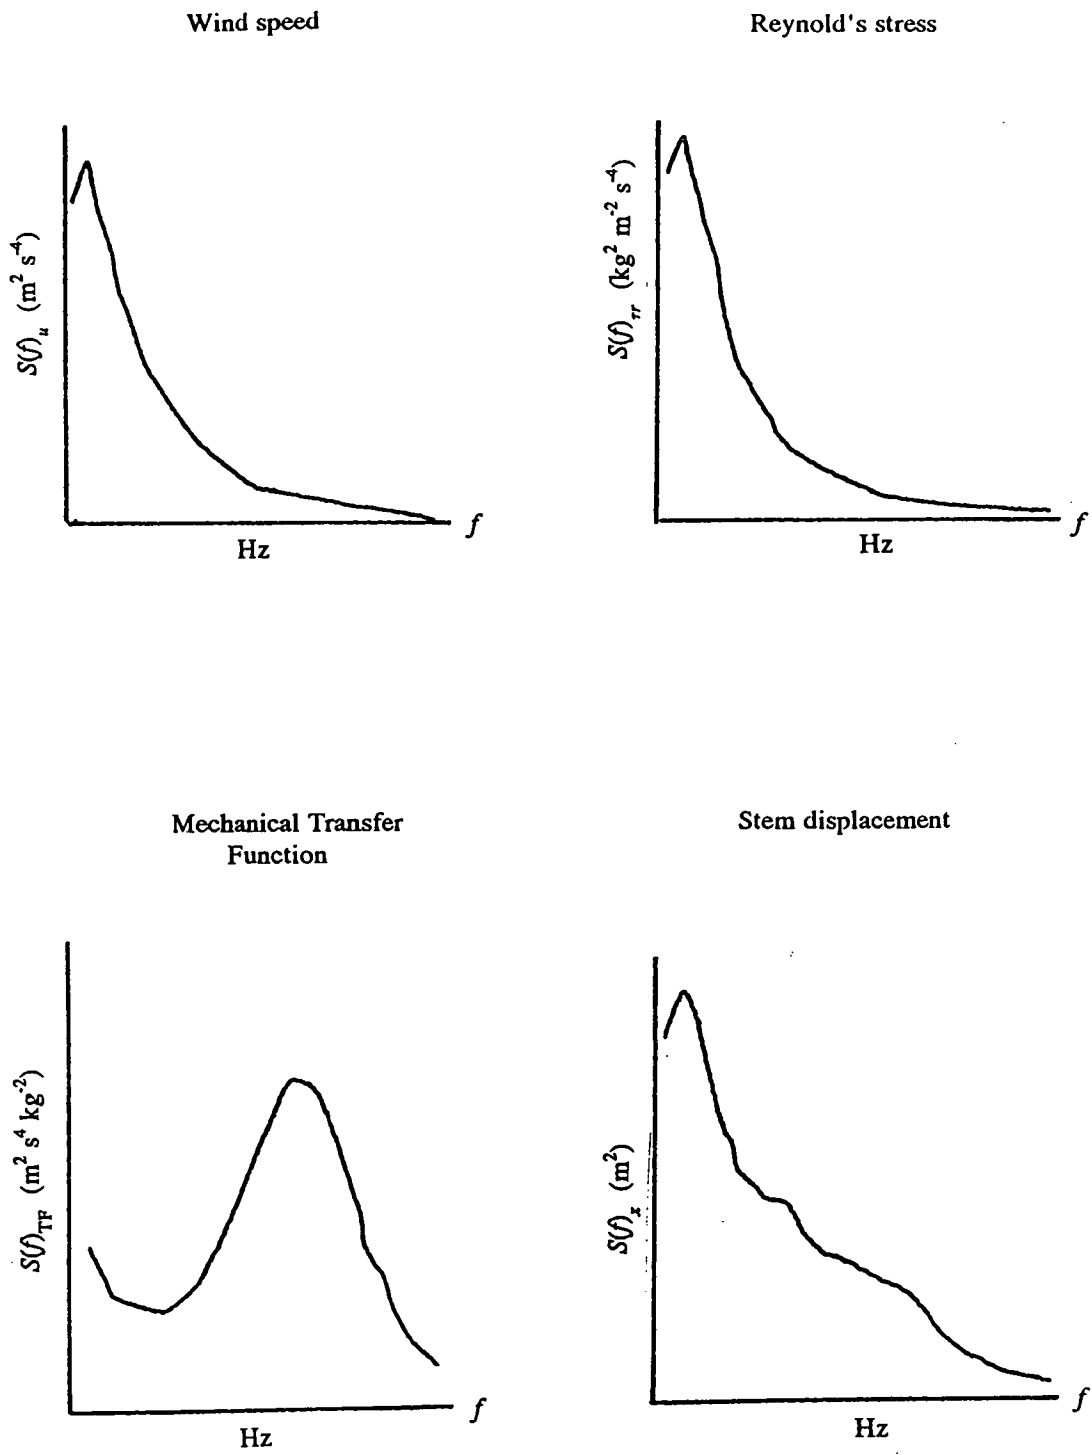 Wind speed
S(f)u (m² s⁻⁴)
f
Hz
Reynold's stress
S(f)ττ (kg² m⁻² s⁻⁴)
f
Hz
Mechanical Transfer
Function
S(f)TF (m² s⁴ kg⁻²)
f
Hz
Stem displacement
S(f)x (m²)
f
Hz